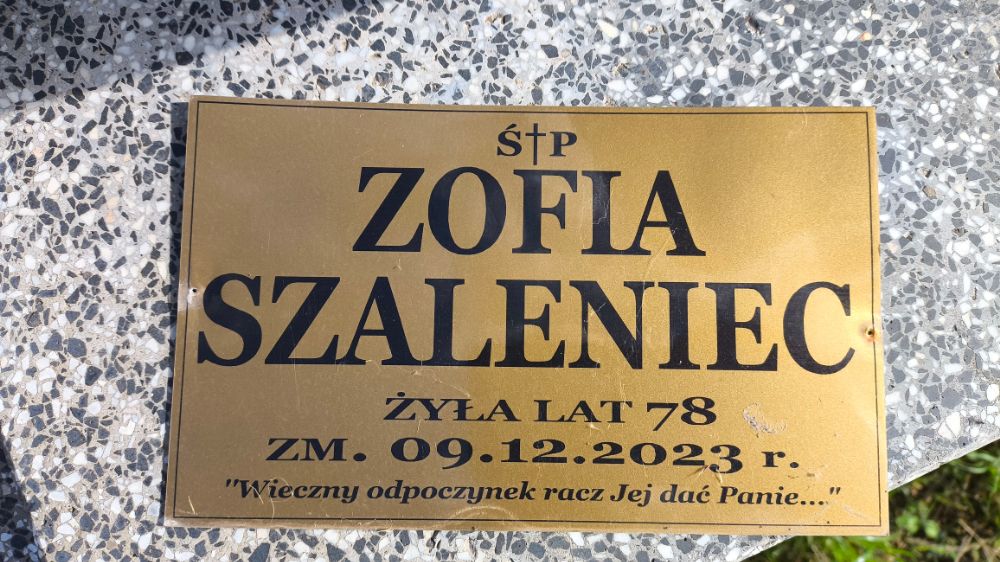 Ś†P
ZOFIA
SZALENIEC
ŻYŁA LAT 78
ZM. 09.12.2023 r.
"Wieczny odpoczynek racz Jej dać Panie..."